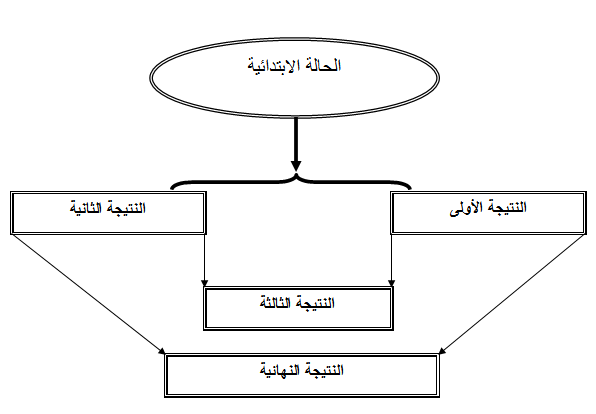 الحالة الابتدائية
النتيجة الأولى
النتيجة الثانية
النتيجة الثالثة
النتيجة النهائية